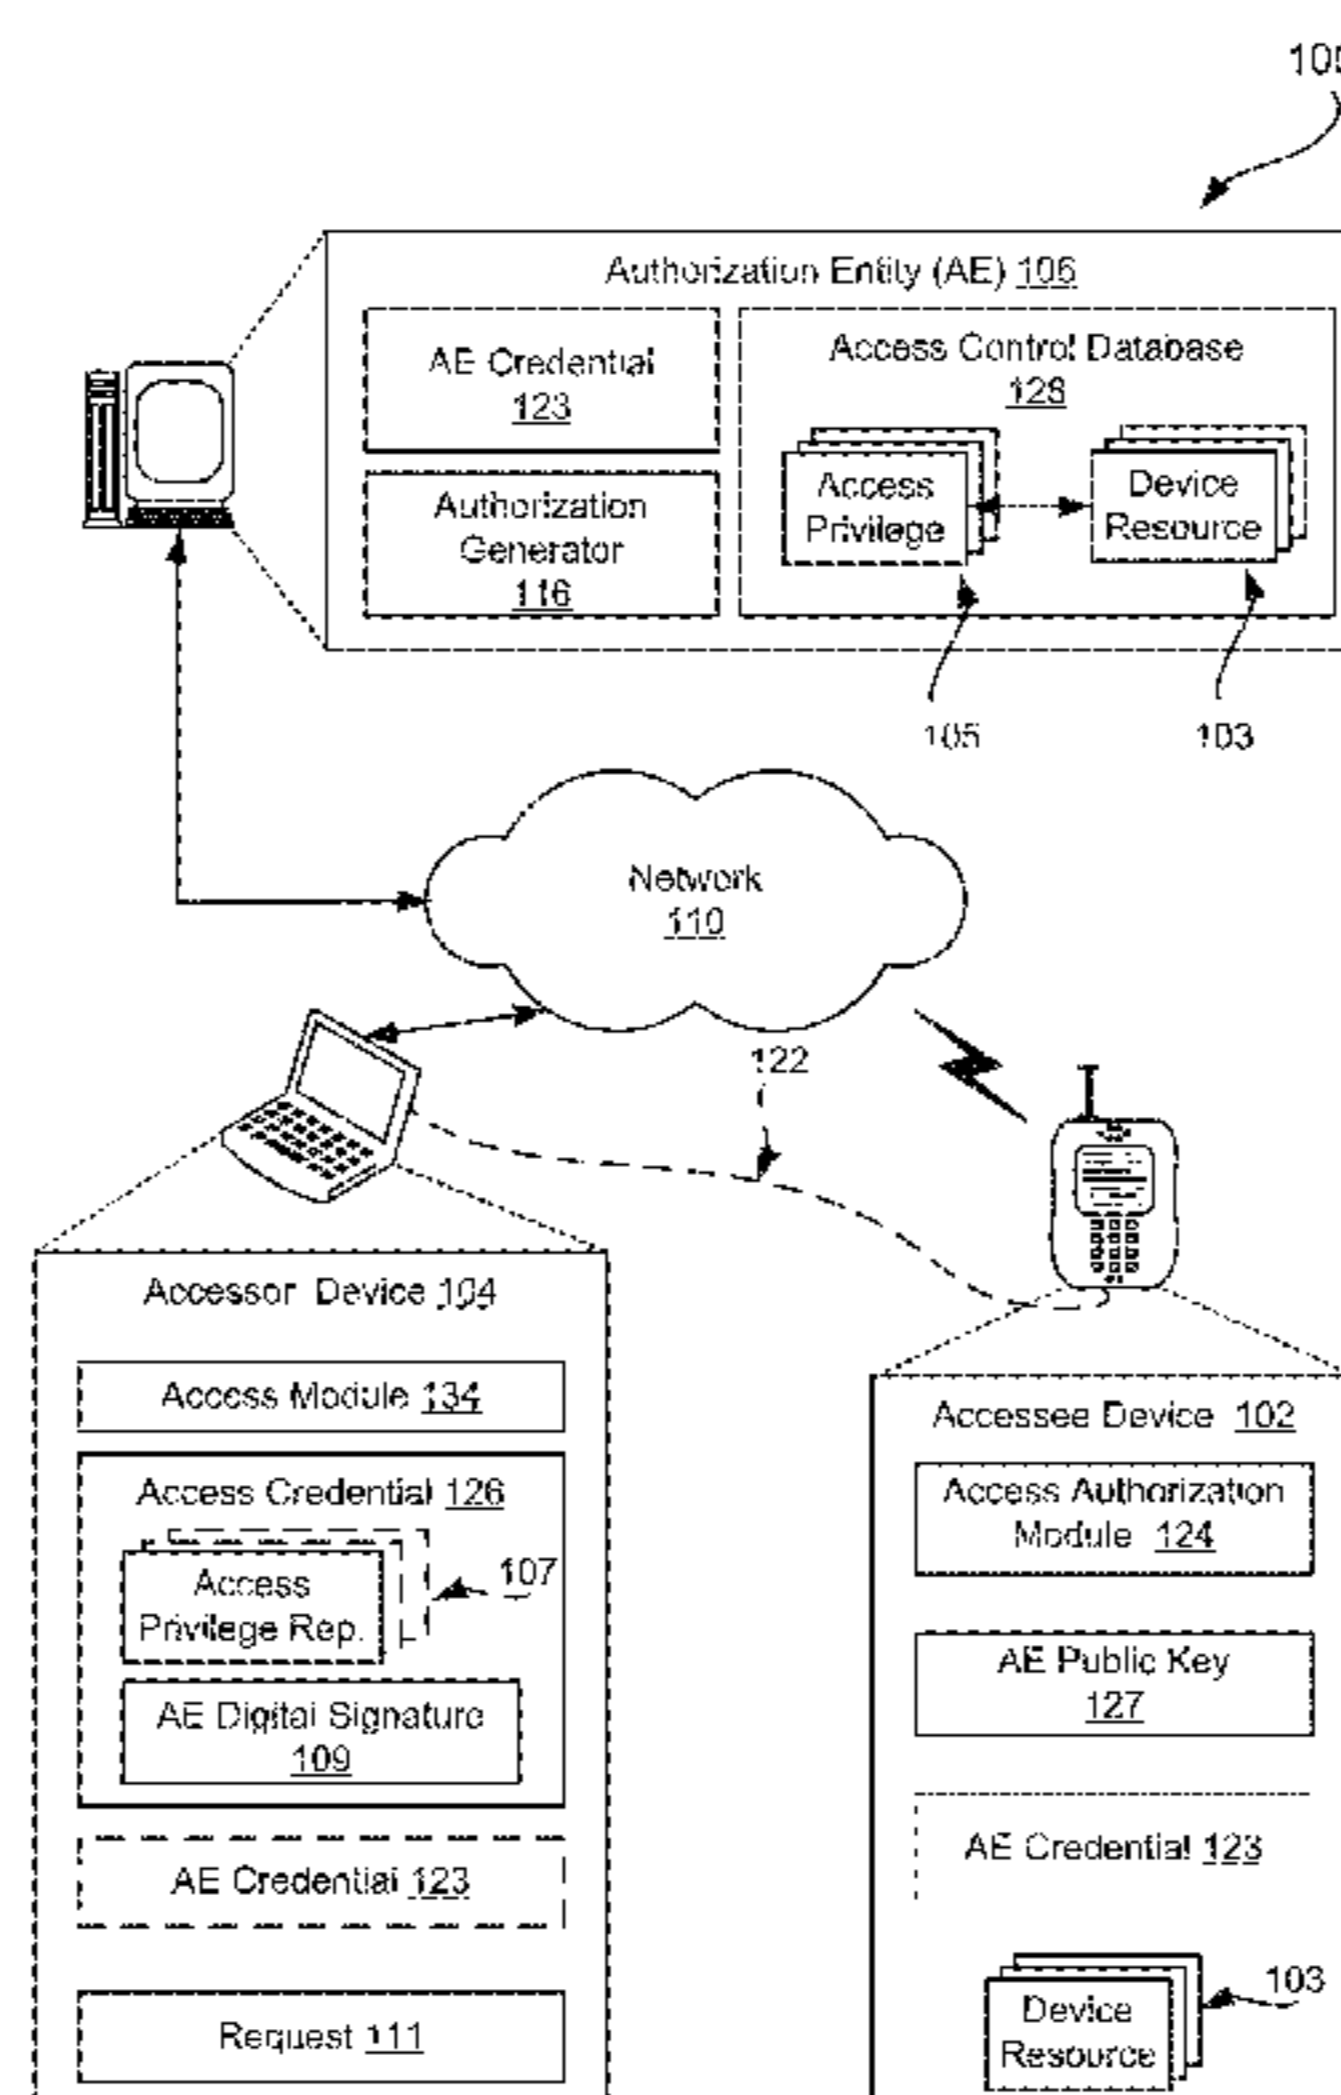 Authorization Entity (AE) 106
AE Credential
123
Access Control Database
128
Authorization
Generator
116
Access
Privilege
Device
Resource
105
103
Network
110
122
Accessor Device 104
Access Module 134
Access Credential 126
Access
Privilege Rep.
107
AE Digital Signature
109
AE Credential 123
Request 111
Accessee Device 102
Access Authorization
Module 124
AE Public Key
127
AE Credential 123
Device
Resource
103